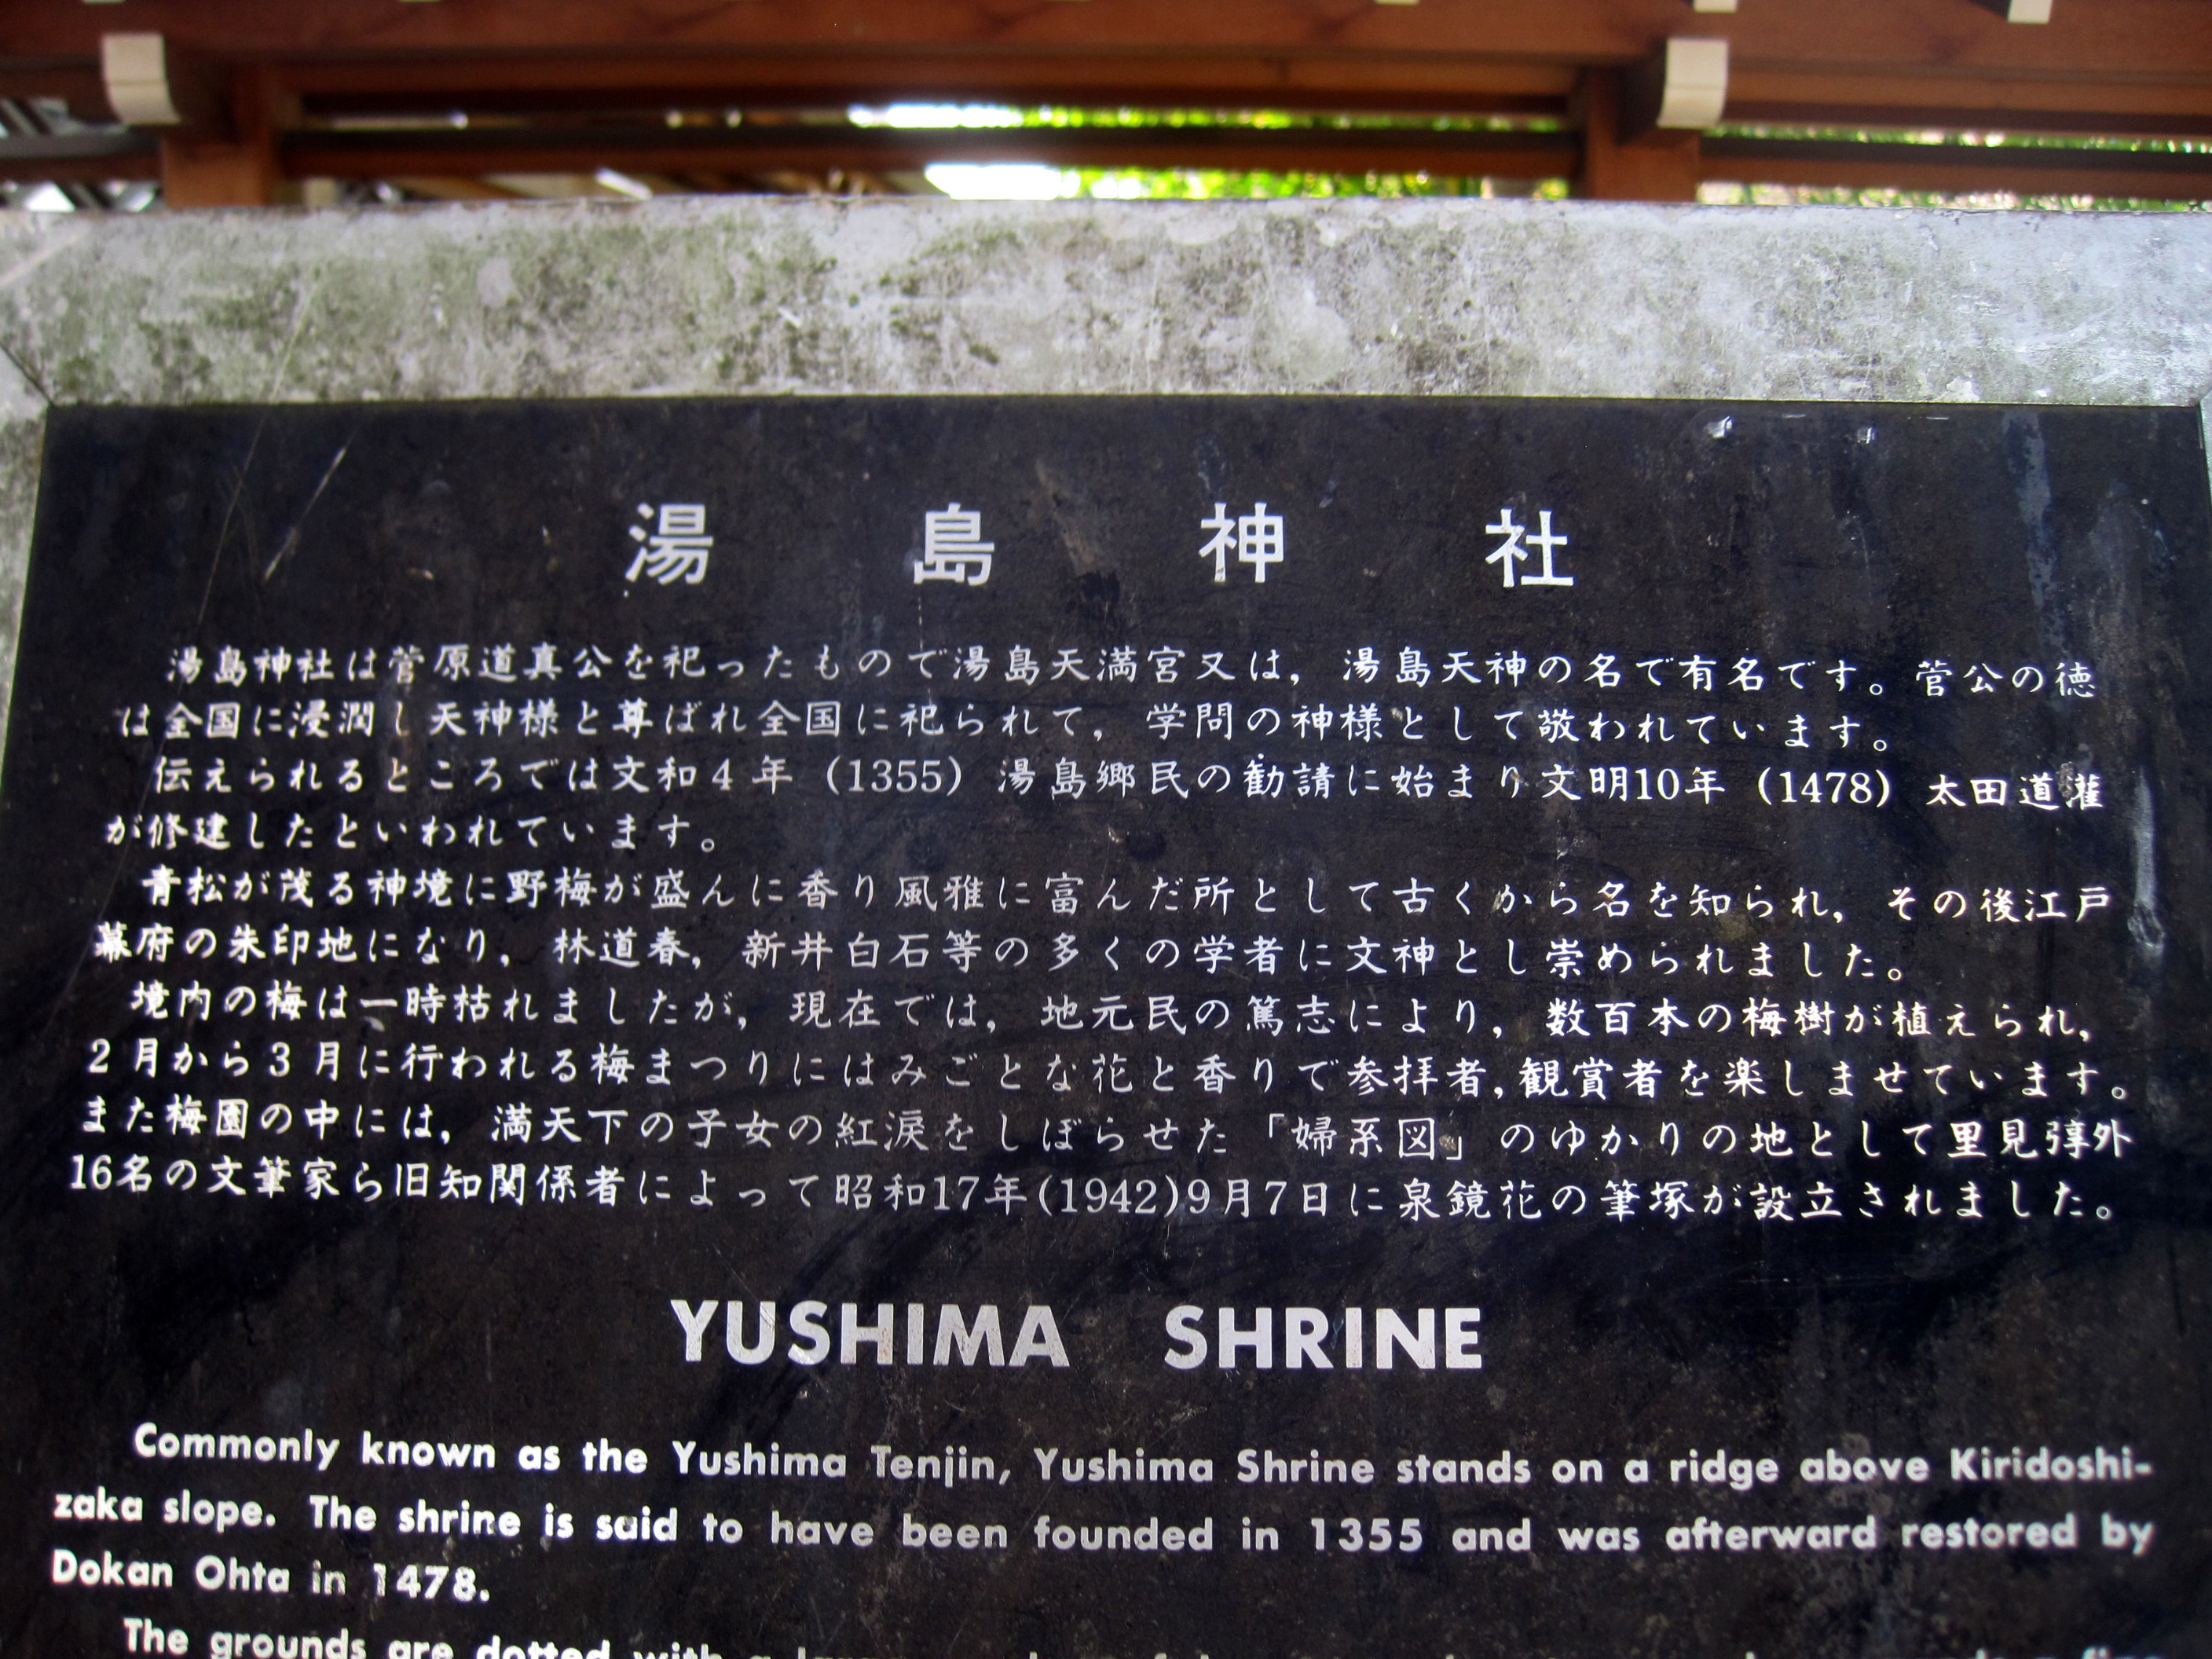 湯島神社
湯島神社は菅原道真公を祀ったもので湯島天満宮又は，湯島天神の名で有名です。菅公の徳
は全国に浸潤し天神様と尊ばれ全国に祀られて，学問の神様として敬われています。
伝えられるところでは文和4年（1355）湯島郷民の勧請に始まり文明10年（1478）太田道灌
が修建したといわれています。
青松が茂る神境に野梅が盛んに香り風雅に富んだ所として古くから名を知られ，その後江戸
幕府の朱印地になり，林道春，新井白石等の多くの学者に文神とし崇められました。
境内の梅は一時枯れましたが，現在では，地元民の篤志により，数百本の梅樹が植えられ，
2月から3月に行われる梅まつりにはみごとな花と香りで参拝者，観賞者を楽しませています。
また梅園の中には，満天下の子女の紅涙をしぼらせた「婦系図」のゆかりの地として里見弴外
16名の文筆家ら旧知関係者によって昭和17年(1942)9月7日に泉鏡花の筆塚が設立されました。
YUSHIMA SHRINE
Commonly known as the Yushima Tenjin, Yushima Shrine stands on a ridge above Kiridoshi-
zaka slope. The shrine is said to have been founded in 1355 and was afterward restored by
Dokan Ohta in 1478.
The grounds are dotted with a